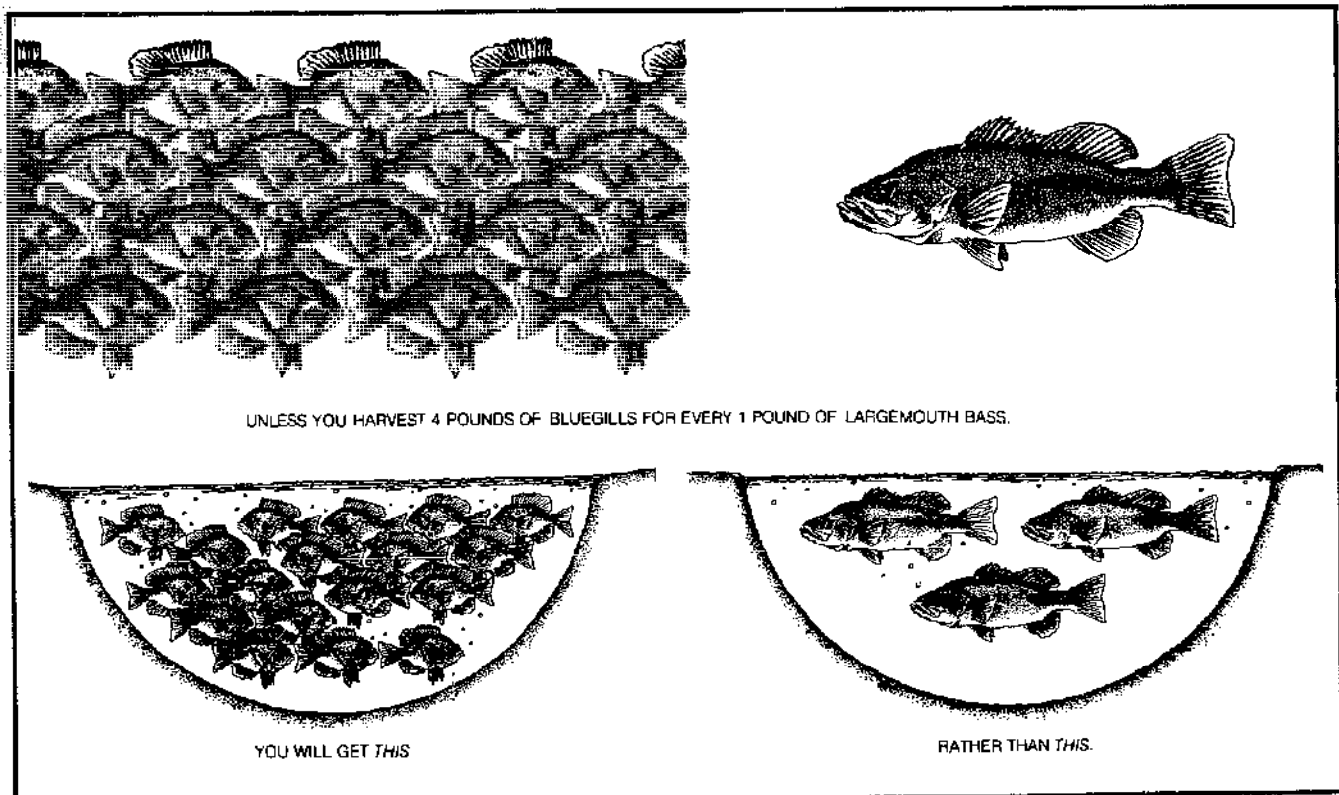 UNLESS YOU HARVEST 4 POUNDS OF BLUEGILLS FOR EVERY 1 POUND OF LARGEMOUTH BASS.
YOU WILL GET THIS
RATHER THAN THIS.